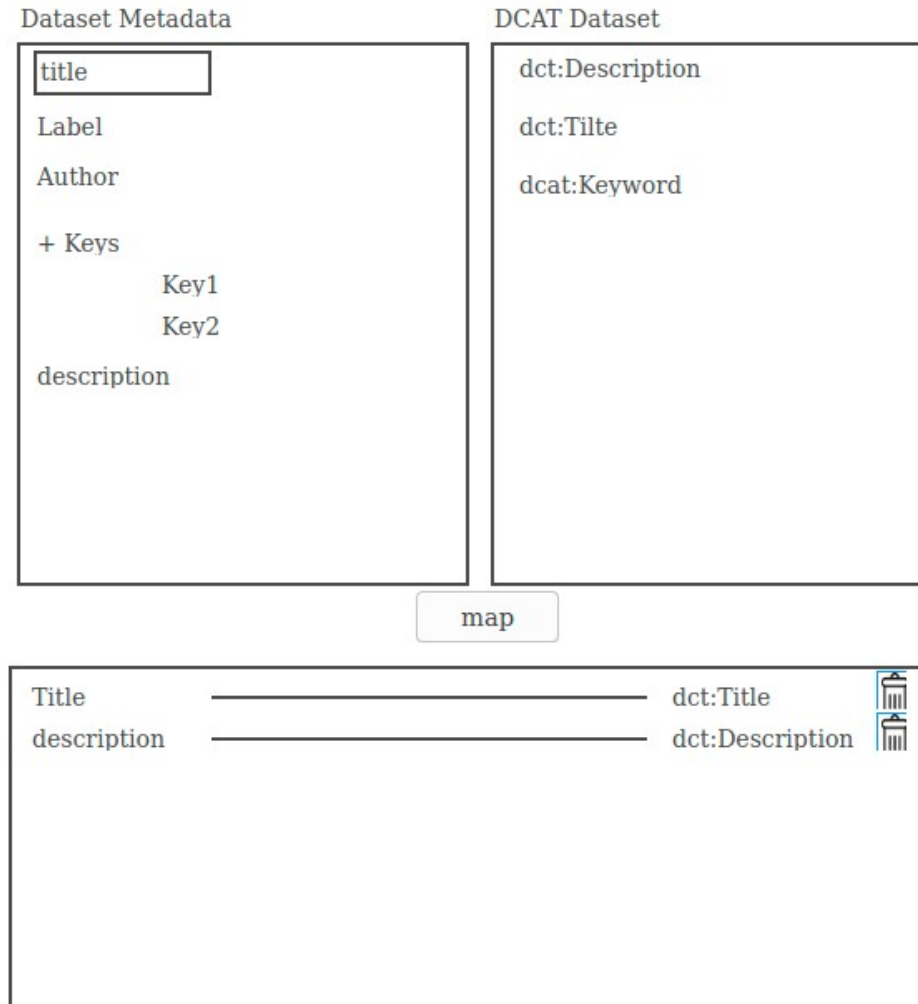 Dataset Metadata
title
Label
Author
+ Keys
Key1
Key2
description
DCAT Dataset
dct:Description
dct:Tilte
dcat:Keyword
map
Title dct:Title
description dct:Description